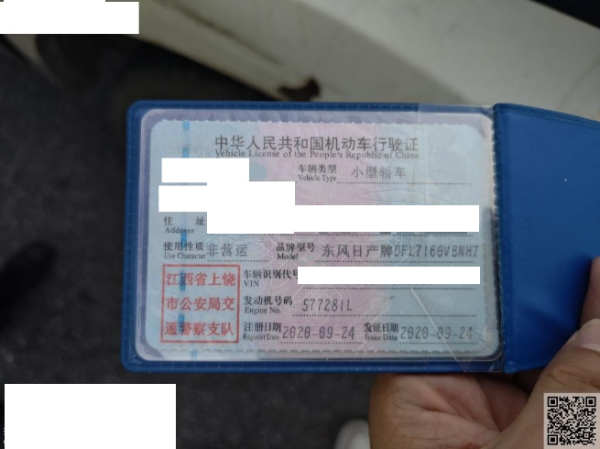 中华人民共和国机动车行驶证
Vehicle License of the People's Republic of China
车辆类型 小型轿车
Vehicle Type
住 址
Address
使用性质 非营运 品牌型号 东风日产牌DFL7168VBNH7
Use Character Model
江西省上饶
市公安局交
通警察支队
车辆识别代号
VIN
发动机号码 577281L
Engine No.
注册日期 2020-09-24 发证日期 2020-09-24
Register Date Issue Date